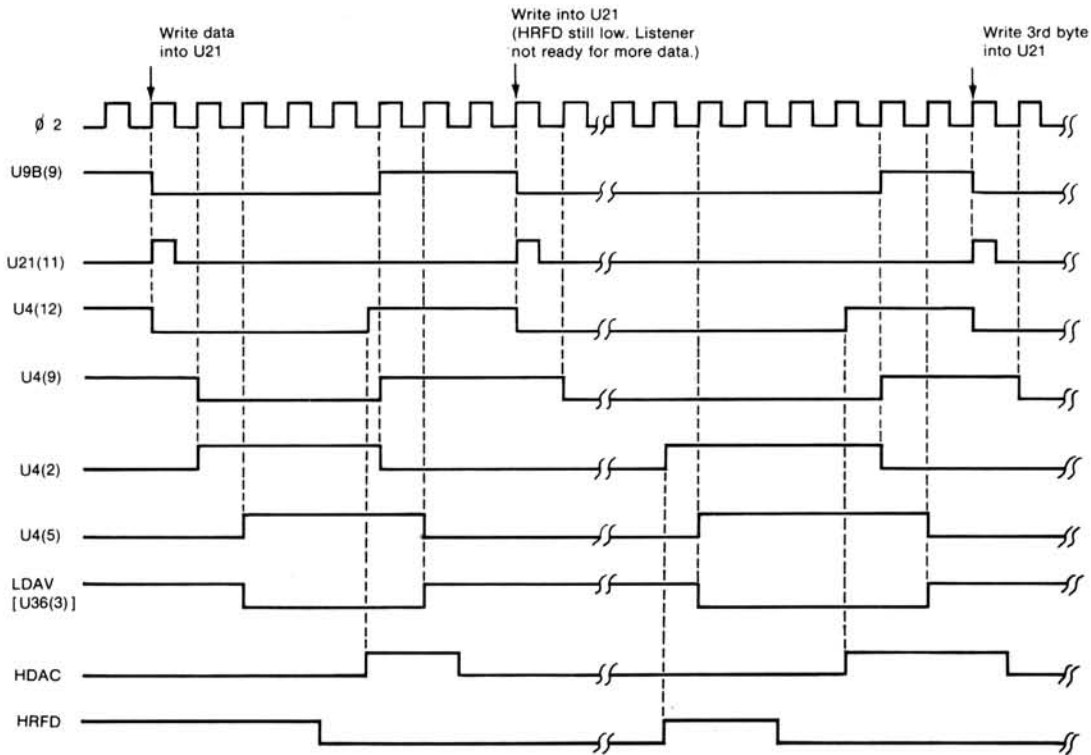 Write data
into U21
Write into U21
(HRFD still low. Listener
not ready for more data.)
Write 3rd byte
into U21
ø 2
U9B(9)
U21(11)
U4(12)
U4(9)
U4(2)
U4(5)
LDAV
[U36(3)]
HDAC
HRFD